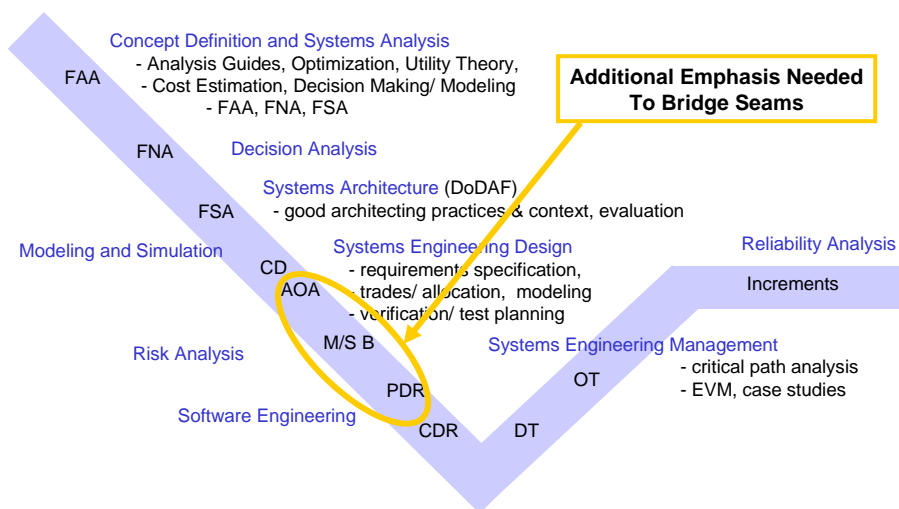 Concept Definition and Systems Analysis
- Analysis Guides, Optimization, Utility Theory,
- Cost Estimation, Decision Making/ Modeling
- FAA, FNA, FSA
FAA
Additional Emphasis Needed
To Bridge Seams
FNA
Decision Analysis
Systems Architecture (DoDAF)
- good architecting practices & context, evaluation
FSA
Modeling and Simulation
Systems Engineering Design
- requirements specification,
- trades/ allocation, modeling
- verification/ test planning
Reliability Analysis
CD
AOA
Increments
M/S B
Risk Analysis
Systems Engineering Management
- critical path analysis
- EVM, case studies
OT
PDR
Software Engineering
CDR
DT